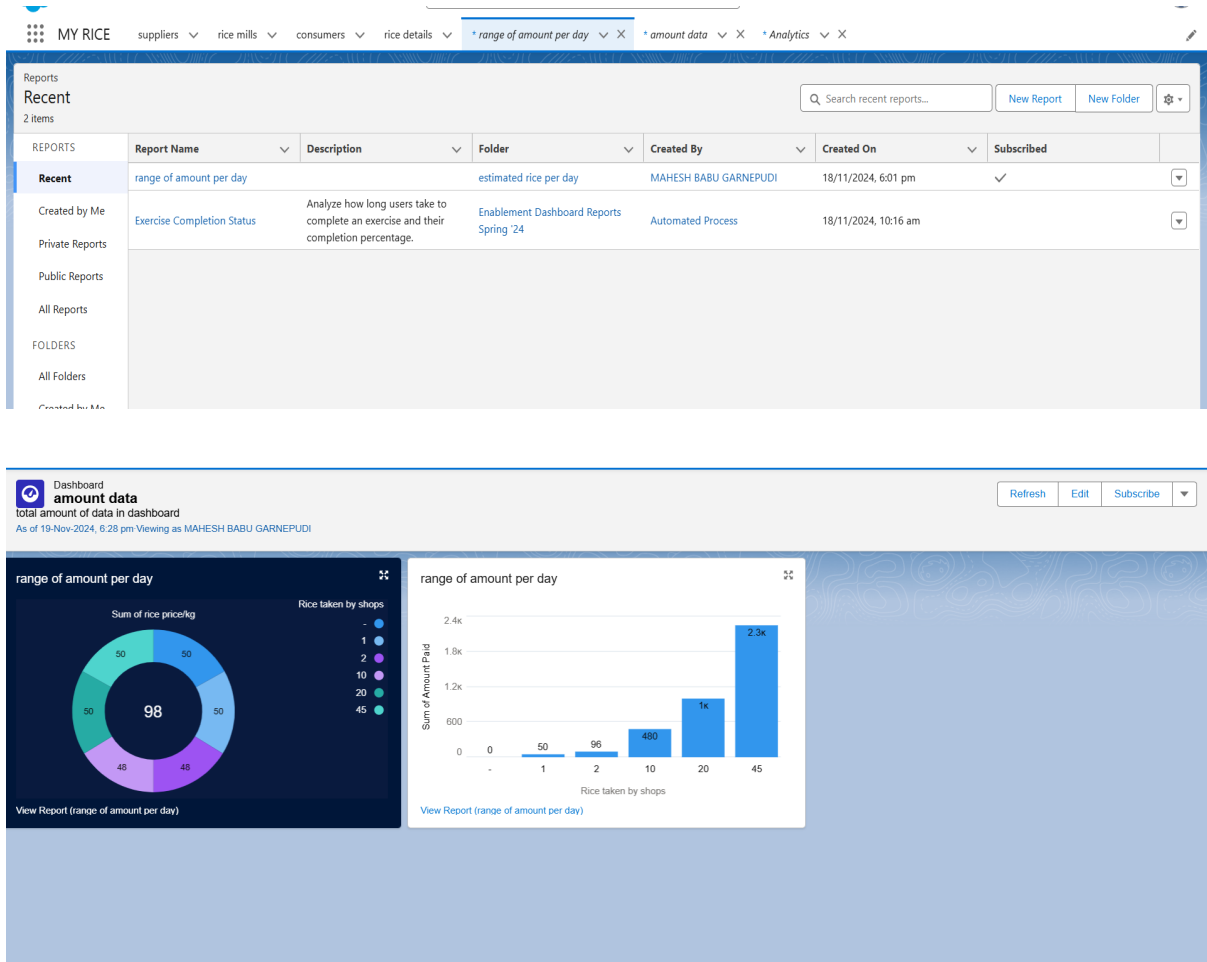 MY RICE suppliers rice mills consumers rice details * range of amount per day * amount data * Analytics
Reports
Recent
2 items
Search recent reports...
New Report
New Folder
REPORTS
Recent
Created by Me
Private Reports
Public Reports
All Reports
FOLDERS
All Folders
Created by Me
Report Name Description Folder Created By Created On Subscribed
range of amount per day estimated rice per day MAHESH BABU GARNEPUDI 18/11/2024, 6:01 pm
Exercise Completion Status
Analyze how long users take to
complete an exercise and their
completion percentage.
Enablement Dashboard Reports
Spring '24
Automated Process
18/11/2024, 10:16 am
Dashboard
amount data
total amount of data in dashboard
As of 19-Nov-2024, 6:28 pm·Viewing as MAHESH BABU GARNEPUDI
Refresh
Edit
Subscribe
range of amount per day
Sum of rice price/kg
Rice taken by shops
-
1
2
10
20
45
50
50
50
50
48
48
98
View Report (range of amount per day)
range of amount per day
Sum of Amount Paid
2.4K
1.8K
1.2K
600
0
0
50
96
480
1K
2.3K
-
1
2
10
20
45
Rice taken by shops
View Report (range of amount per day)